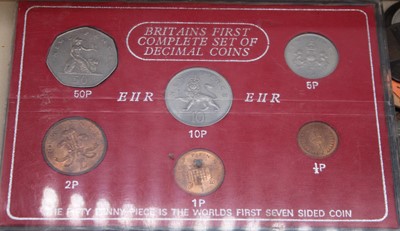 BRITAINS FIRST
COMPLETE SET OF
DECIMAL COINS
50P
5P
EIIR
EIIR
10P
2P
1P
½P
THE FIFTY PENNY PIECE IS THE WORLDS FIRST SEVEN SIDED COIN